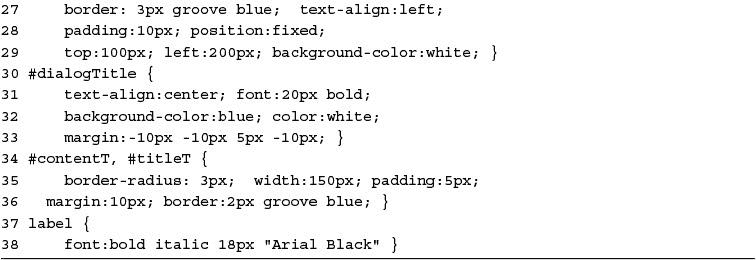 27     border: 3px groove blue;  text-align:left;
28     padding:10px; position:fixed;
29     top:100px; left:200px; background-color:white; }
30 #dialogTitle {
31     text-align:center; font:20px bold;
32     background-color:blue; color:white;
33     margin:-10px -10px 5px -10px; }
34 #contentT, #titleT {
35     border-radius: 3px;  width:150px; padding:5px;
36   margin:10px; border:2px groove blue; }
37 label {
38     font:bold italic 18px "Arial Black" }